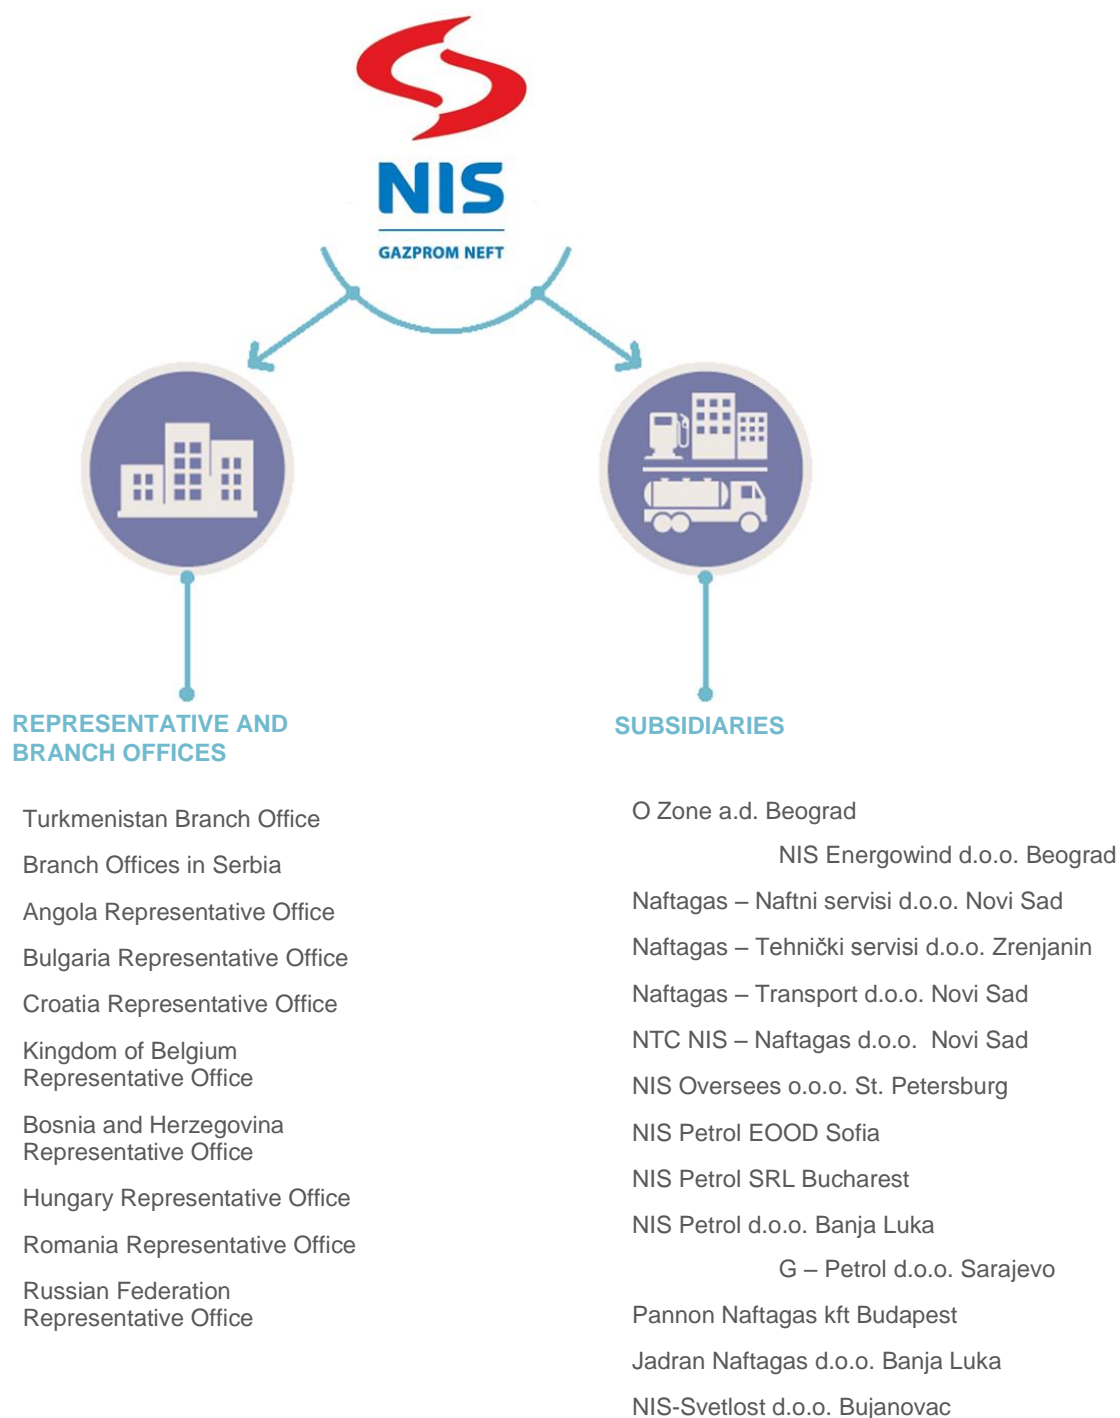 NIS
GAZPROM NEFT
REPRESENTATIVE AND
BRANCH OFFICES
Turkmenistan Branch Office
Branch Offices in Serbia
Angola Representative Office
Bulgaria Representative Office
Croatia Representative Office
Kingdom of Belgium
Representative Office
Bosnia and Herzegovina
Representative Office
Hungary Representative Office
Romania Representative Office
Russian Federation
Representative Office
SUBSIDIARIES
O Zone a.d. Beograd
NIS Energowind d.o.o. Beograd
Naftagas – Naftni servisi d.o.o. Novi Sad
Naftagas – Tehnički servisi d.o.o. Zrenjanin
Naftagas – Transport d.o.o. Novi Sad
NTC NIS – Naftagas d.o.o.  Novi Sad
NIS Oversees o.o.o. St. Petersburg
NIS Petrol EOOD Sofia
NIS Petrol SRL Bucharest
NIS Petrol d.o.o. Banja Luka
G – Petrol d.o.o. Sarajevo
Pannon Naftagas kft Budapest
Jadran Naftagas d.o.o. Banja Luka
NIS-Svetlost d.o.o. Bujanovac